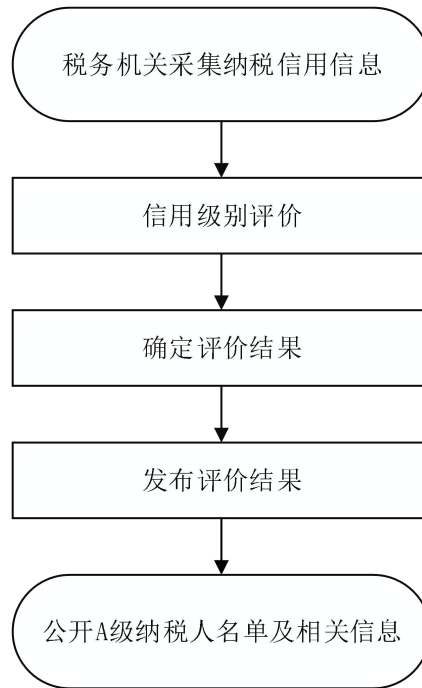 税务机关采集纳税信用信息
信用级别评价
确定评价结果
发布评价结果
公开A级纳税人名单及相关信息